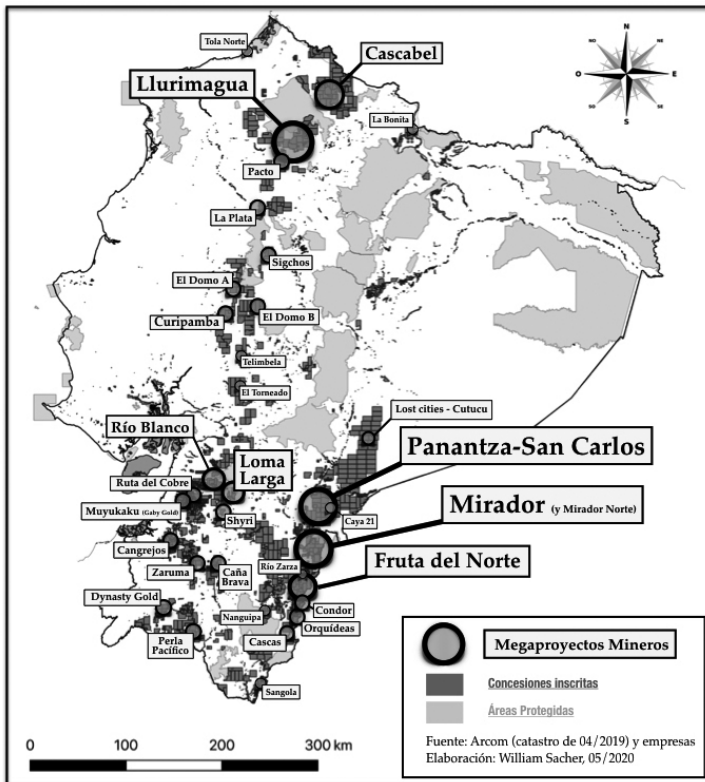 Tola Norte
Cascabel
Llurimagua
E
La Bonita
Pacto
La Plata
Sigchos
El Domo A
El Domo B
Curipamba
Telimbela
El Torneado
Lost cities - Cutucu
Río Blanco
Loma
Larga
Panantza-San Carlos
Ruta del Cobre
Muyukaku (Gaby Gold)
Shyri
Caya 21
Mirador (y Mirador Norte)
Cangrejos
Zaruma
Caña
Brava
Río Zarza
Fruta del Norte
Dynasty Gold
Nanguipa
Condor
Orquídeas
Perla
Pacífico
Cascas
Sangola
N
NO
NE
O
E
SO
SE
S
Megaproyectos Mineros
Concesiones inscritas
Áreas Protegidas
Fuente: Arcom (catastro de 04/2019) y empresas
Elaboración: William Sacher, 05/2020
0 100 200 300 km